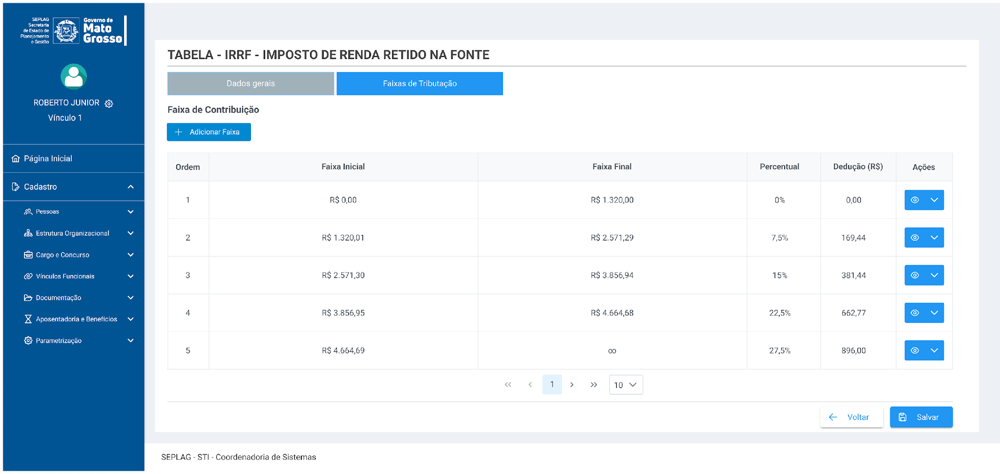 SEPLAG
Secretaria
de Estado de
Planejamento
e Gestão
Governo de
Mato
Grosso
ROBERTO JUNIOR
Vínculo 1
Página Inicial
Cadastro
Pessoas
Estrutura Organizacional
Cargo e Concurso
Vínculos Funcionais
Documentação
Aposentadoria e Benefícios
Parametrização
TABELA - IRRF - IMPOSTO DE RENDA RETIDO NA FONTE
Dados gerais Faixas de Tributação
Faixa de Contribuição
Adicionar Faixa
Ordem Faixa Inicial Faixa Final Percentual Dedução (R$) Ações
1 R$ 0,00 R$ 1.320,00 0% 0,00
2 R$ 1.320,01 R$ 2.571,29 7,5% 169,44
3 R$ 2.571,30 R$ 3.856,94 15% 381,44
4 R$ 3.856,95 R$ 4.664,68 22,5% 662,77
5 R$ 4.664,69 ∞ 27,5% 896,00
1 10
Voltar Salvar
SEPLAG - STI - Coordenadoria de Sistemas